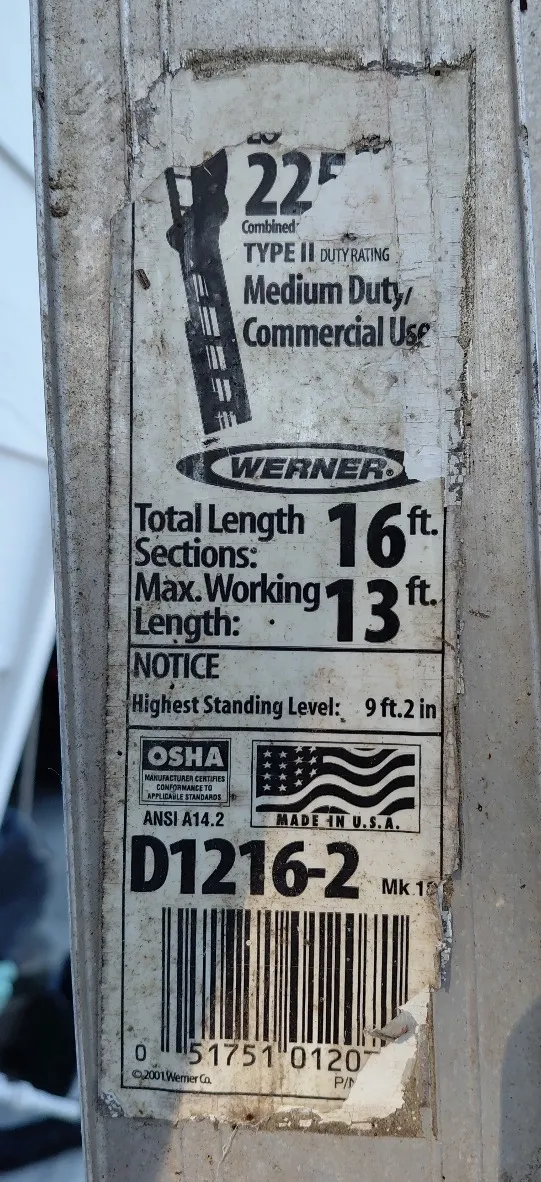 225
Combined
TYPE II DUTY RATING
Medium Duty/
Commercial Use
WERNER®
Total Length
Sections: 16 ft.
Max. Working
Length: 13 ft.
NOTICE
Highest Standing Level: 9 ft.2 in
OSHA
MANUFACTURER CERTIFIES
CONFORMANCE TO
APPLICABLE STANDARDS
ANSI A14.2
MADE IN U.S.A.
D1216-2 Mk
0 51751 01207
©2001 Werner Co. P/N